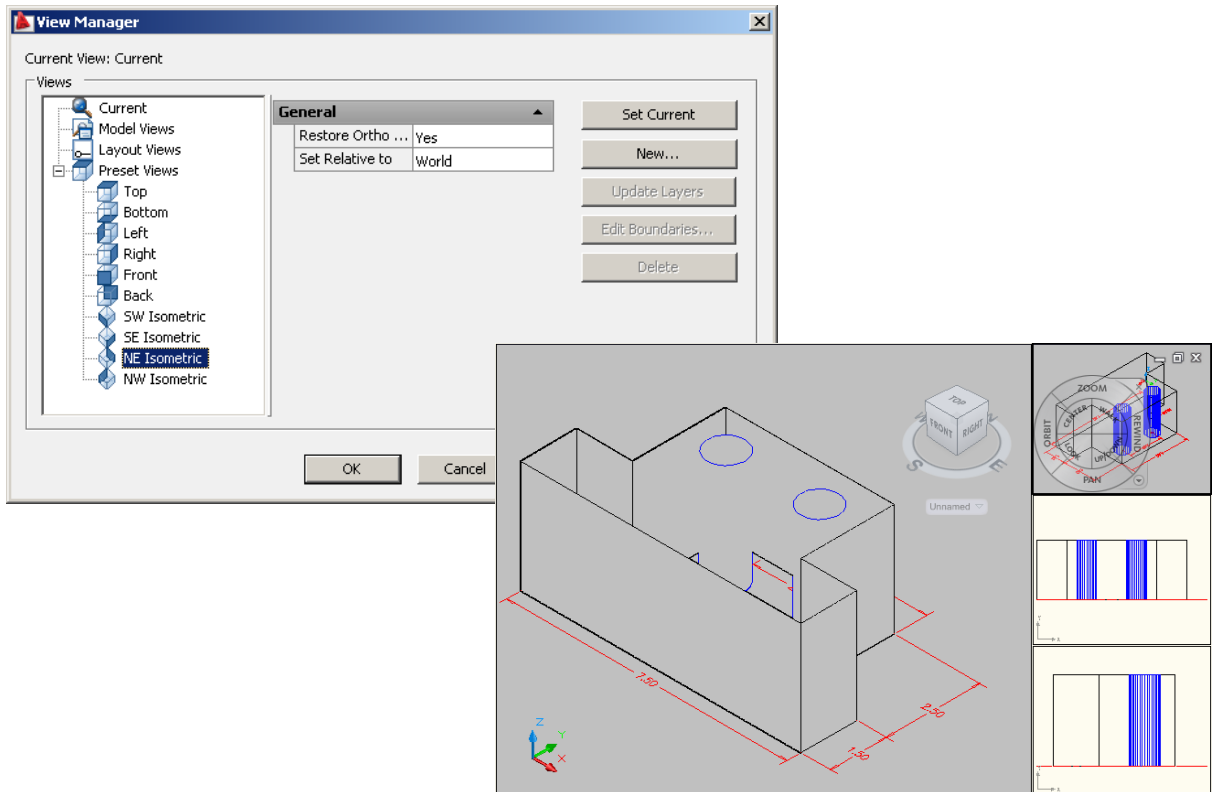 View Manager
Current View: Current
Views
Current
Model Views
Layout Views
Preset Views
Top
Bottom
Left
Right
Front
Back
SW Isometric
SE Isometric
NE Isometric
NW Isometric
General
Restore Ortho ... Yes
Set Relative to World
Set Current
New...
Update Layers
Edit Boundaries...
Delete
OK
Cancel
TOP
FRONT
RIGHT
S
E
Unnamed
7.50
1.50
2.50
Z
Y
X
ZOOM
ORBIT
CENTER
REWIND
LOOK
PAN
Y
X
X